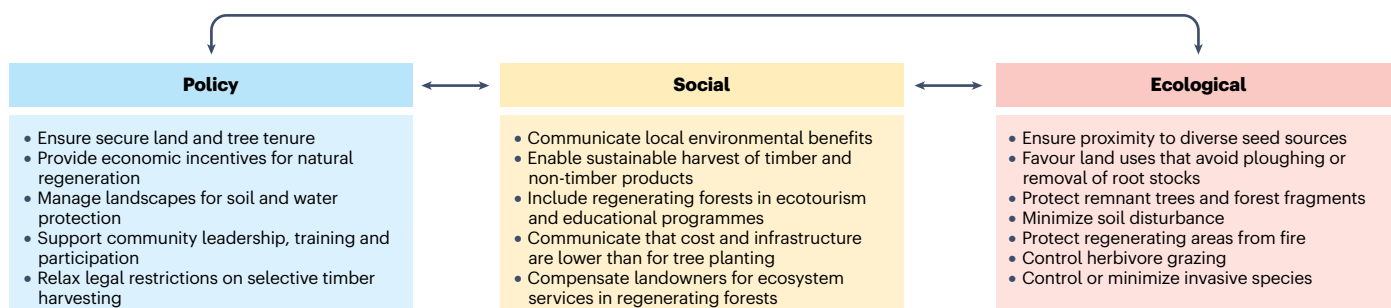 Policy
• Ensure secure land and tree tenure
• Provide economic incentives for natural
regeneration
• Manage landscapes for soil and water
protection
• Support community leadership, training and
participation
• Relax legal restrictions on selective timber
harvesting
Social
• Communicate local environmental benefits
• Enable sustainable harvest of timber and
non-timber products
• Include regenerating forests in ecotourism
and educational programmes
• Communicate that cost and infrastructure
are lower than for tree planting
• Compensate landowners for ecosystem
services in regenerating forests
Ecological
• Ensure proximity to diverse seed sources
• Favour land uses that avoid ploughing or
removal of root stocks
• Protect remnant trees and forest fragments
• Minimize soil disturbance
• Protect regenerating areas from fire
• Control herbivore grazing
• Control or minimize invasive species